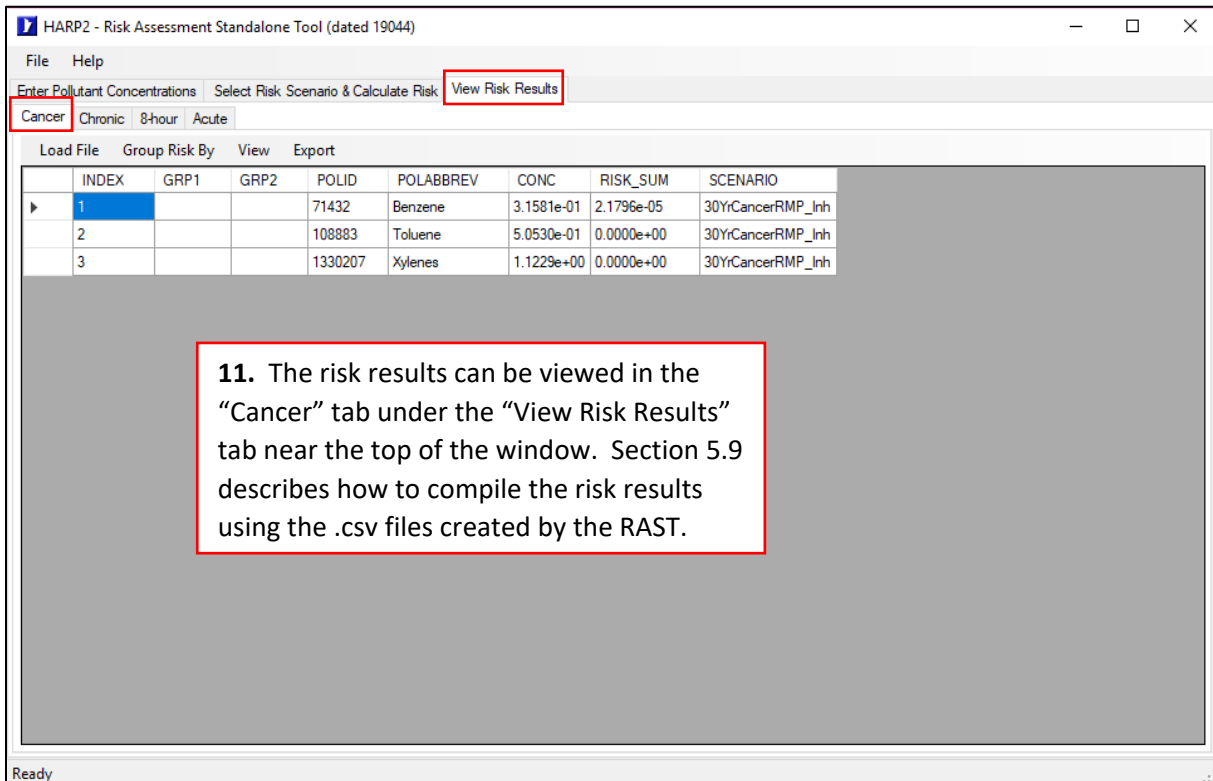 HARP2 - Risk Assessment Standalone Tool (dated 19044)
File Help
Enter Pollutant Concentrations Select Risk Scenario & Calculate Risk View Risk Results
Cancer Chronic 8-hour Acute
Load File Group Risk By View Export
INDEX GRP1 GRP2 POLID POLABBREV CONC RISK_SUM SCENARIO
1 71432 Benzene 3.1581e-01 2.1796e-05 30YrCancerRMP_Inh
2 108883 Toluene 5.0530e-01 0.0000e+00 30YrCancerRMP_Inh
3 1330207 Xylenes 1.1229e+00 0.0000e+00 30YrCancerRMP_Inh
11. The risk results can be viewed in the
“Cancer” tab under the “View Risk Results”
tab near the top of the window. Section 5.9
describes how to compile the risk results
using the .csv files created by the RAST.
Ready